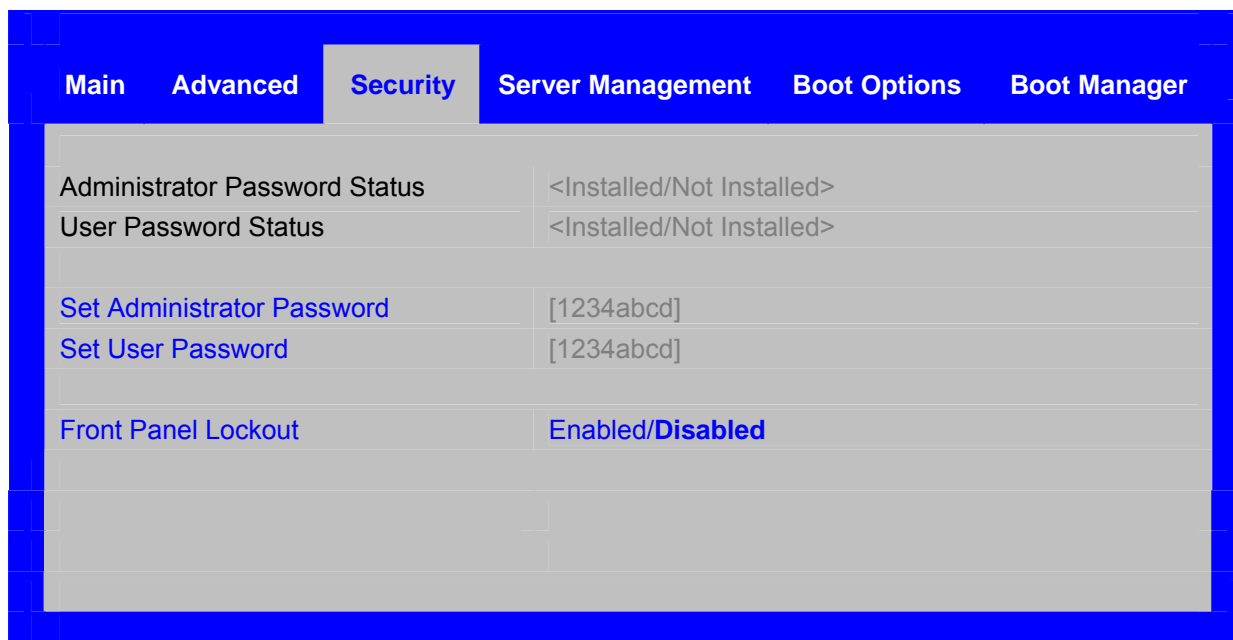 Main Advanced Security Server Management Boot Options Boot Manager
Administrator Password Status <Installed/Not Installed>
User Password Status <Installed/Not Installed>
Set Administrator Password [1234abcd]
Set User Password [1234abcd]
Front Panel Lockout Enabled/Disabled